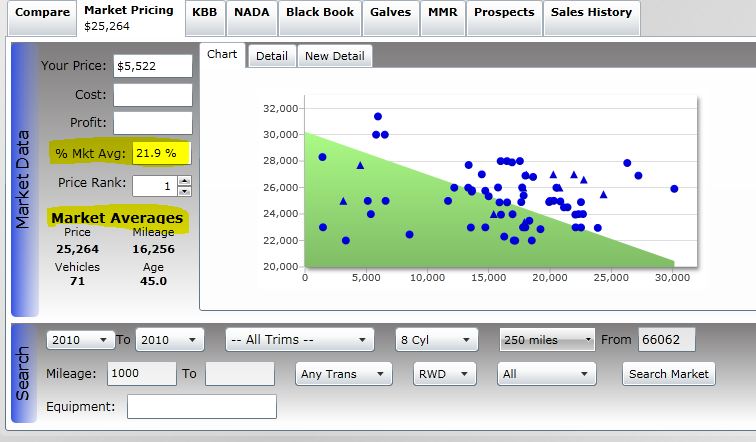 Compare Market Pricing KBB NADA Black Book Galves MMR Prospects Sales History
$25,264
Market Data
Your Price: $5,522
Cost:
Profit:
% Mkt Avg: 21.9 %
Price Rank: 1
Market Averages
Price Mileage
25,264 16,256
Vehicles Age
71 45.0
Chart Detail New Detail
32,000
30,000
28,000
26,000
24,000
22,000
20,000
0 5,000 10,000 15,000 20,000 25,000 30,000
Search
2010 To 2010 -- All Trims -- 8 Cyl 250 miles From 66062
Mileage: 1000 To Any Trans RWD All Search Market
Equipment: